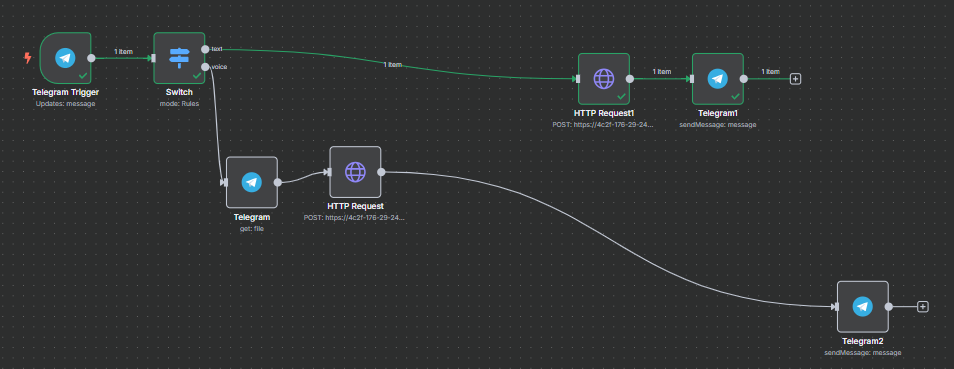 1 item
text
voice
Telegram Trigger
Updates: message
Switch
mode: Rules
1 item
HTTP Request1
POST: https://4c2f-176-29-24...
1 item
Telegram1
sendMessage: message
1 item
Telegram
get: file
HTTP Request
POST: https://4c2f-176-29-24...
Telegram2
sendMessage: message